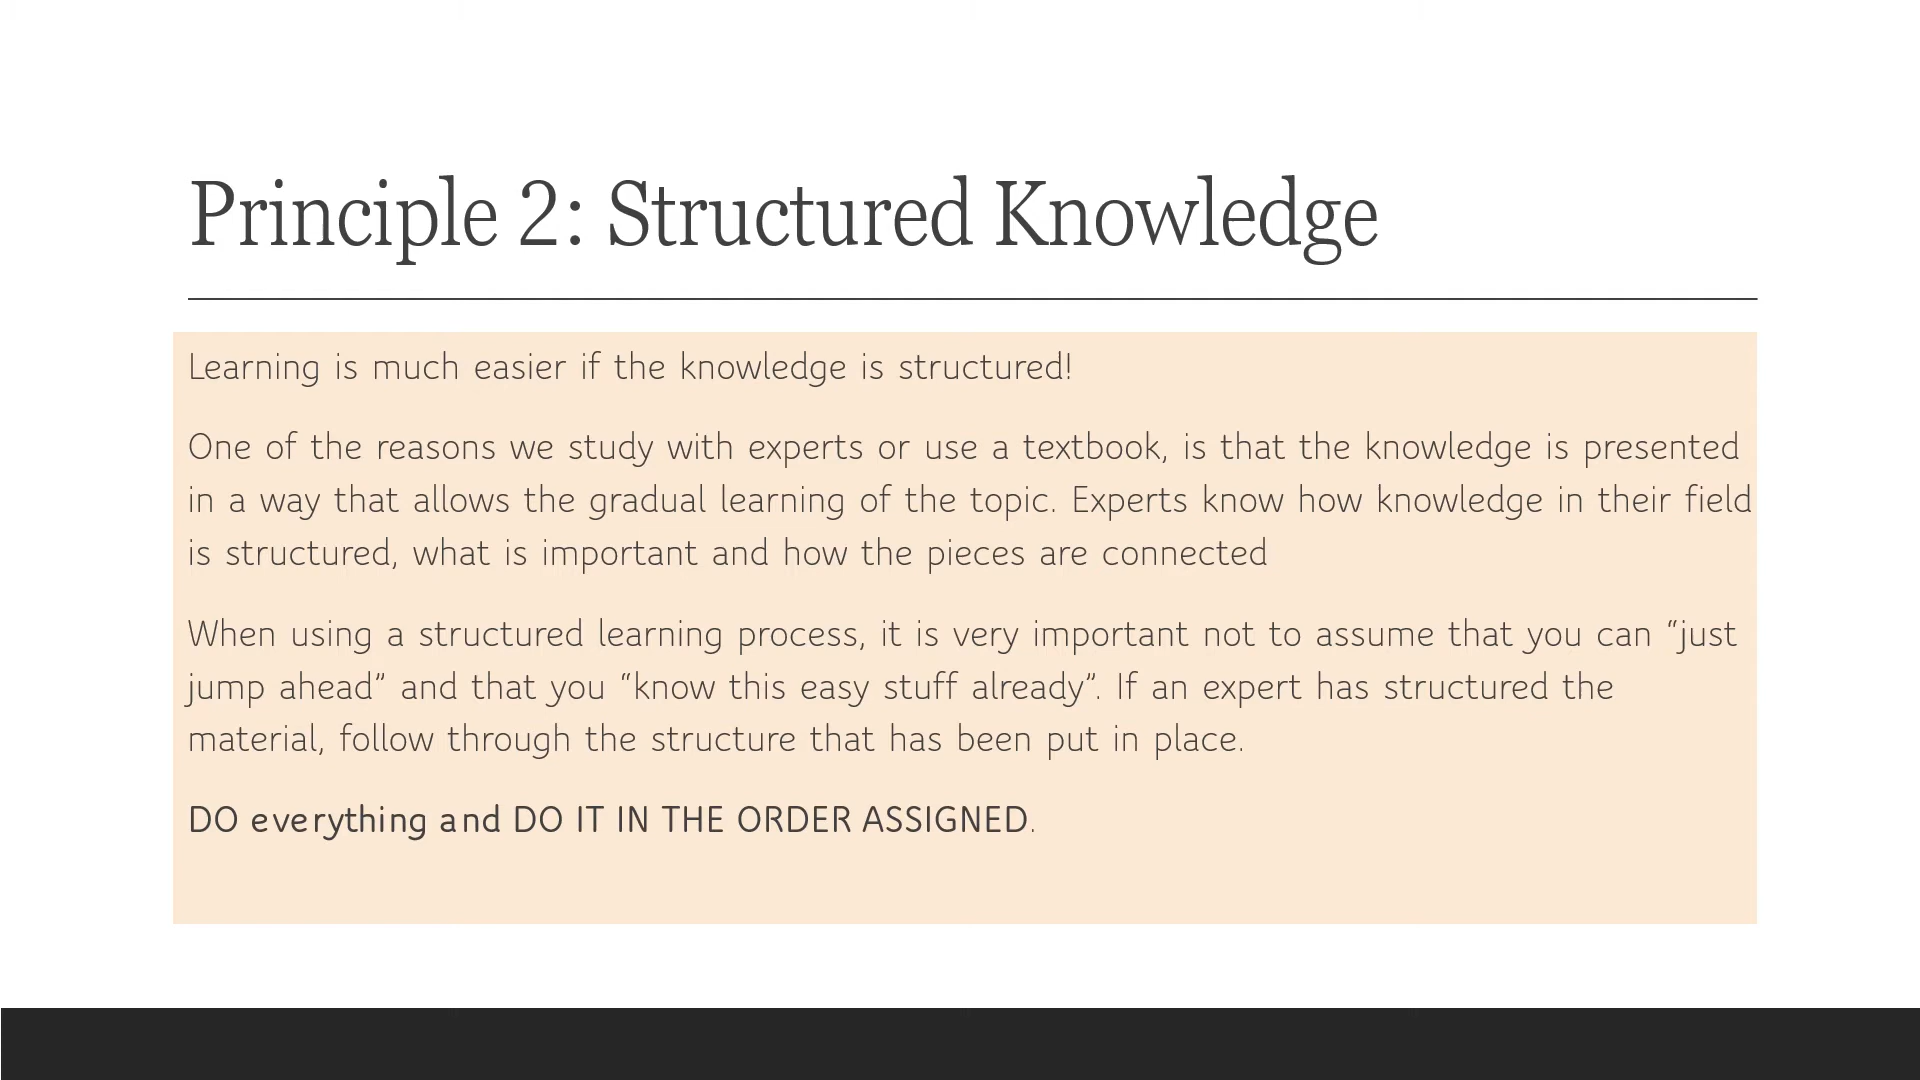 Principle 2: Structured Knowledge
Learning is much easier if the knowledge is structured!
One of the reasons we study with experts or use a textbook, is that the knowledge is presented
in a way that allows the gradual learning of the topic. Experts know how knowledge in their field
is structured, what is important and how the pieces are connected
When using a structured learning process, it is very important not to assume that you can “just
jump ahead” and that you “know this easy stuff already”. If an expert has structured the
material, follow through the structure that has been put in place.
DO everything and DO IT IN THE ORDER ASSIGNED.